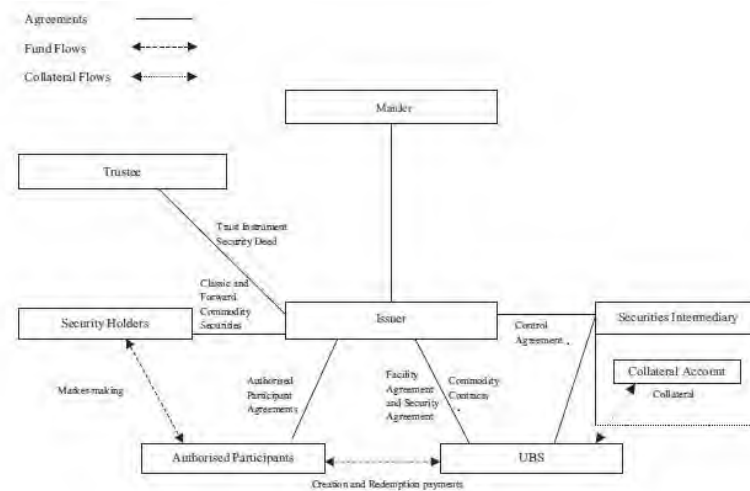 Agreements
Fund Flows
Collateral Flows
Manler
Trustee
Trust Instrument
Security Deed
Classic and
Forward
Commodity
Securities
Security Holders
Issuer
Securities Intermediary
Control
Agreement
Collateral Account
Collateral
Market-making
Authorised
Participant
Agreements
Facility
Agreement
and Security
Agreement
Commodity
Contracts
Authorised Participants
UBS
Creation and Redemption payments